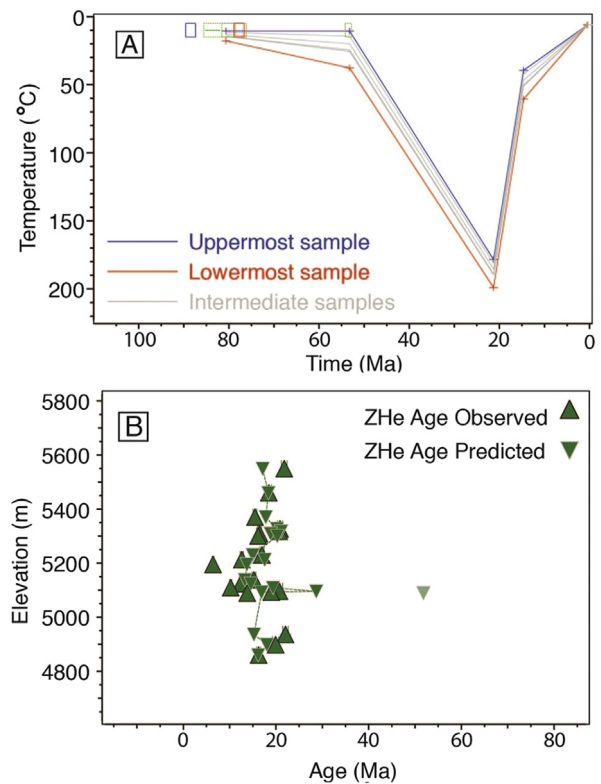 A
0
50
100
150
200
Temperature (°C)
Uppermost sample
Lowermost sample
Intermediate samples
100
80
60
40
20
0
Time (Ma)
B
5800
5600
5400
5200
5000
4800
Elevation (m)
ZHe Age Observed
ZHe Age Predicted
0
20
40
60
80
Age (Ma)